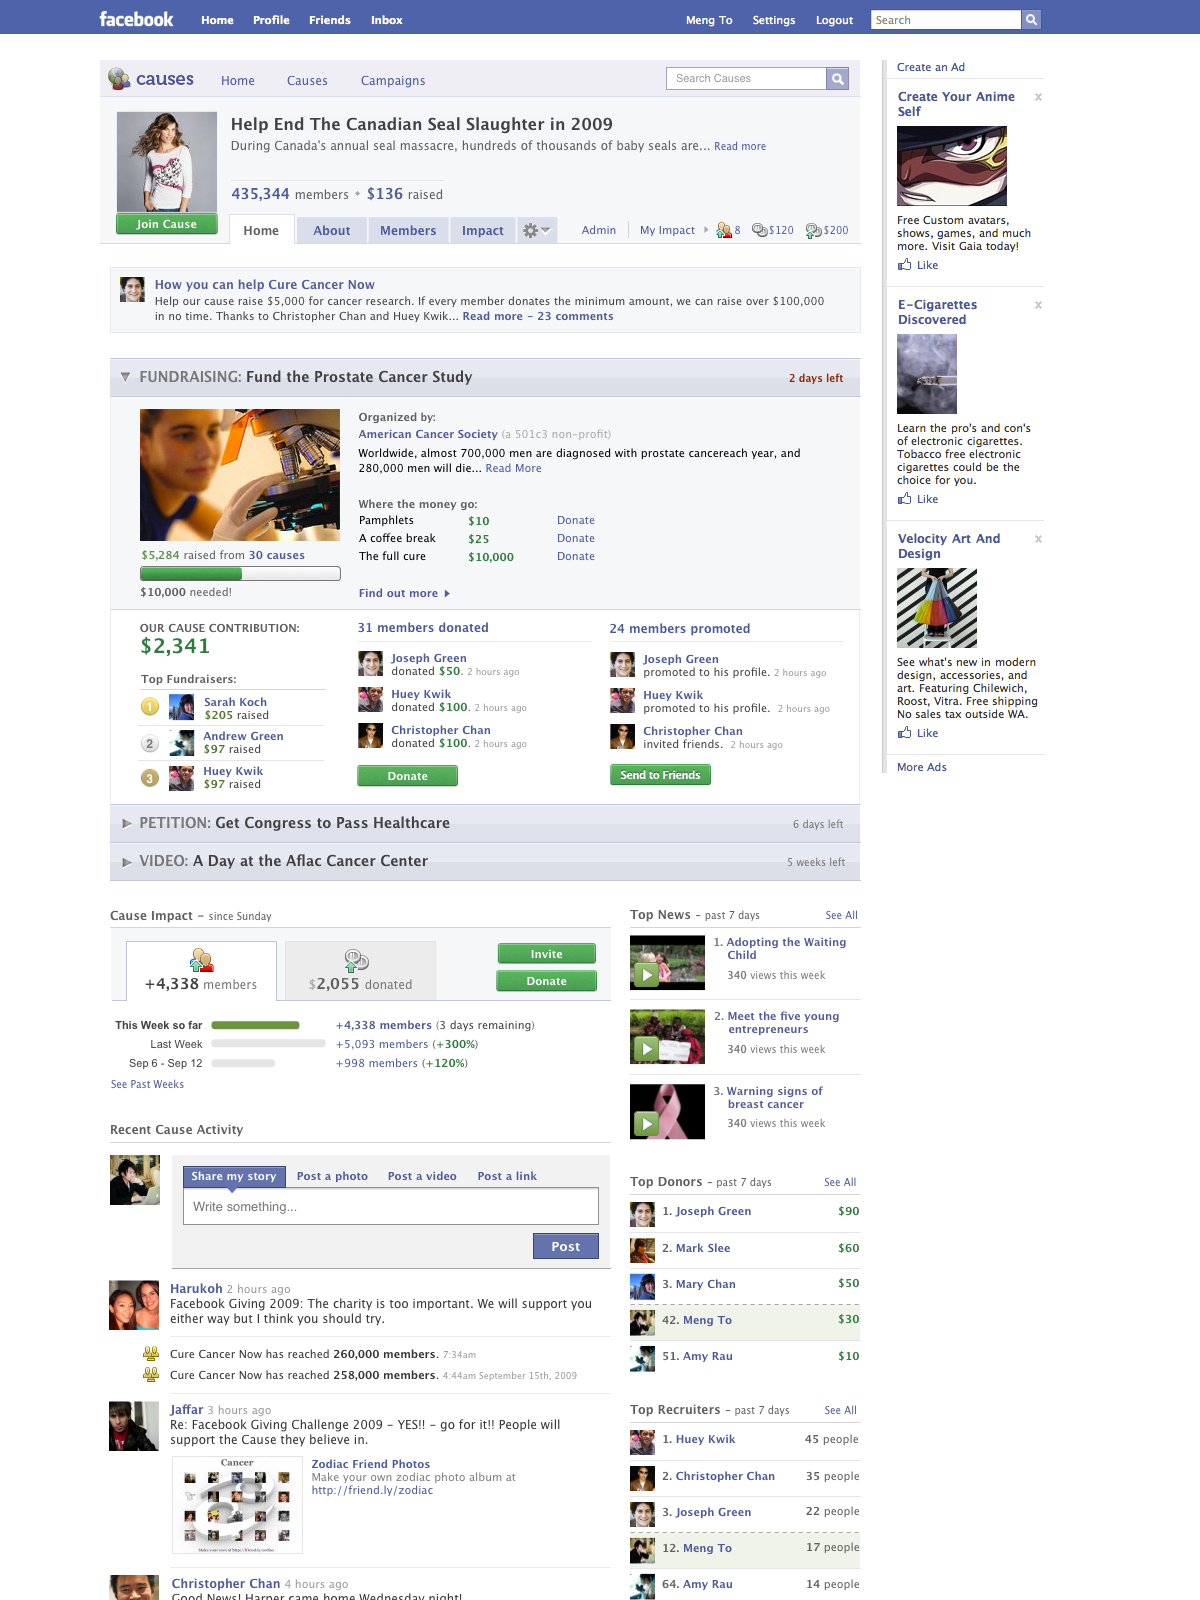 facebook Home Profile Friends Inbox Meng To Settings Logout Search
causes Home Causes Campaigns Search Causes
Help End The Canadian Seal Slaughter in 2009
During Canada's annual seal massacre, hundreds of thousands of baby seals are... Read more
435,344 members • $136 raised
Join Cause
Home About Members Impact Admin My Impact 8 $120 $200
How you can help Cure Cancer Now
Help our cause raise $5,000 for cancer research. If every member donates the minimum amount, we can raise over $100,000
in no time. Thanks to Christopher Chan and Huey Kwik... Read more – 23 comments
FUNDRAISING: Fund the Prostate Cancer Study 2 days left
Organized by:
American Cancer Society (a 501c3 non-profit)
Worldwide, almost 700,000 men are diagnosed with prostate cancereach year, and
280,000 men will die... Read More
Where the money go:
Pamphlets $10 Donate
A coffee break $25 Donate
The full cure $10,000 Donate
Find out more
$5,284 raised from 30 causes
$10,000 needed!
OUR CAUSE CONTRIBUTION:
$2,341
Top Fundraisers:
1 Sarah Koch
$205 raised
2 Andrew Green
$97 raised
3 Huey Kwik
$97 raised
31 members donated
Joseph Green
donated $50. 2 hours ago
Huey Kwik
donated $100. 2 hours ago
Christopher Chan
donated $100. 2 hours ago
Donate
24 members promoted
Joseph Green
promoted to his profile. 2 hours ago
Huey Kwik
promoted to his profile. 2 hours ago
Christopher Chan
invited friends. 2 hours ago
Send to Friends
PETITION: Get Congress to Pass Healthcare 6 days left
VIDEO: A Day at the Aflac Cancer Center 5 weeks left
Cause Impact – since Sunday
+4,338 members
$2,055 donated
Invite
Donate
This Week so far +4,338 members (3 days remaining)
Last Week +5,093 members (+300%)
Sep 6 - Sep 12 +998 members (+120%)
See Past Weeks
Recent Cause Activity
Share my story Post a photo Post a video Post a link
Write something...
Post
Harukoh 2 hours ago
Facebook Giving 2009: The charity is too important. We will support you
either way but I think you should try.
Cure Cancer Now has reached 260,000 members. 7:34am
Cure Cancer Now has reached 258,000 members. 4:44am September 15th, 2009
Jaffar 3 hours ago
Re: Facebook Giving Challenge 2009 – YES!! – go for it!! People will
support the Cause they believe in.
Cancer
Make your own at http://friend.ly/zodiac
Zodiac Friend Photos
Make your own zodiac photo album at
http://friend.ly/zodiac
Christopher Chan 4 hours ago
Good News! Harper came home Wednesday night!
Top News – past 7 days See All
1. Adopting the Waiting
Child
340 views this week
2. Meet the five young
entrepreneurs
340 views this week
3. Warning signs of
breast cancer
340 views this week
Top Donors – past 7 days See All
1. Joseph Green $90
2. Mark Slee $60
3. Mary Chan $50
42. Meng To $30
51. Amy Rau $10
Top Recruiters – past 7 days See All
1. Huey Kwik 45 people
2. Christopher Chan 35 people
3. Joseph Green 22 people
12. Meng To 17 people
64. Amy Rau 14 people
Create an Ad
Create Your Anime x
Self
Free Custom avatars,
shows, games, and much
more. Visit Gaia today!
Like
E-Cigarettes x
Discovered
Learn the pro's and con's
of electronic cigarettes.
Tobacco free electronic
cigarettes could be the
choice for you.
Like
Velocity Art And x
Design
See what's new in modern
design, accessories, and
art. Featuring Chilewich,
Roost, Vitra. Free shipping
No sales tax outside WA.
Like
More Ads